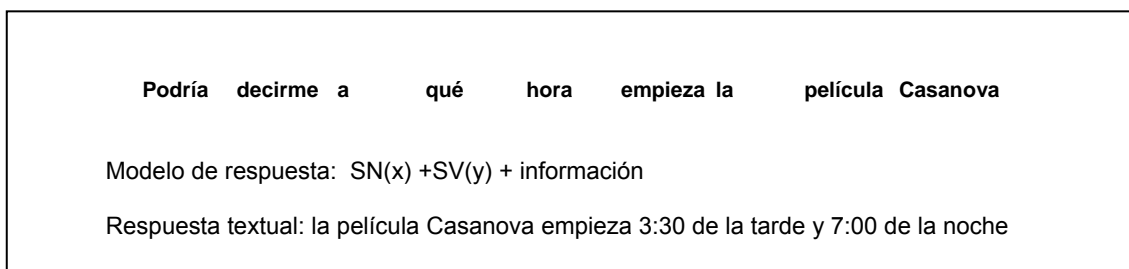 Podría decirme a qué hora empieza la película Casanova
Modelo de respuesta: SN(x) +SV(y) + información
Respuesta textual: la película Casanova empieza 3:30 de la tarde y 7:00 de la noche